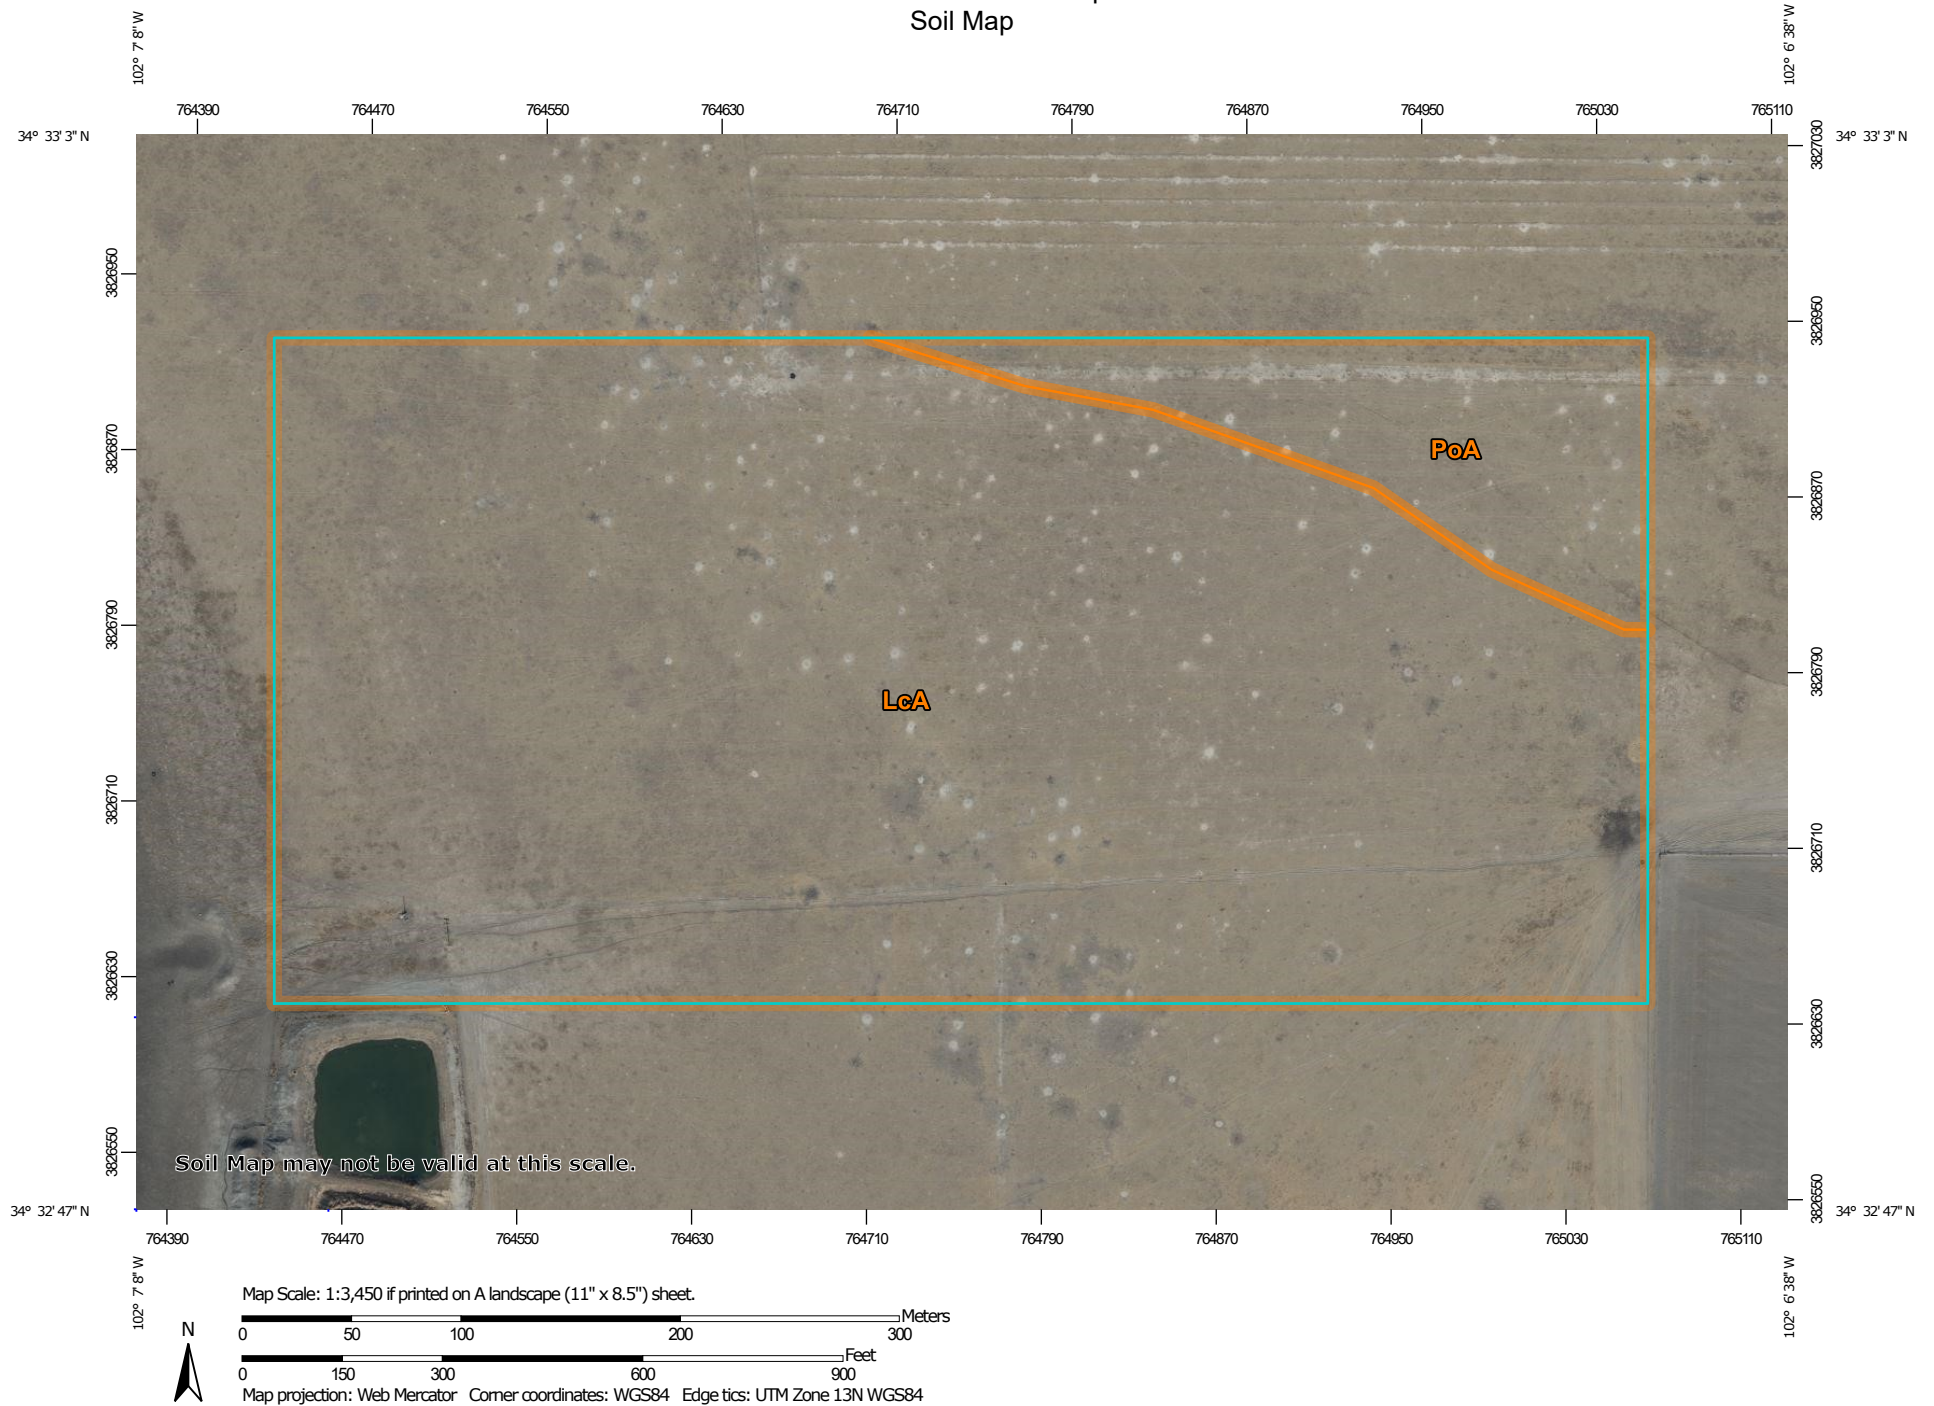 Soil Map
102° 7' 8" W
102° 6' 38" W
764390 764470 764550 764630 764710 764790 764870 764950 765030 765110
34° 33' 3" N
34° 33' 3" N
3827030
3826950
3826950
3826870
PoA
3826870
3826790
3826790
LcA
3826710
3826710
3826630
3826630
3826550
Soil Map may not be valid at this scale.
3826550
34° 32' 47" N
34° 32' 47" N
764390 764470 764550 764630 764710 764790 764870 764950 765030 765110
102° 7' 8" W
102° 6' 38" W
Map Scale: 1:3,450 if printed on A landscape (11" x 8.5") sheet.
Meters
0 50 100 200 300
N
Feet
0 150 300 600 900
Map projection: Web Mercator Corner coordinates: WGS84 Edge tics: UTM Zone 13N WGS84